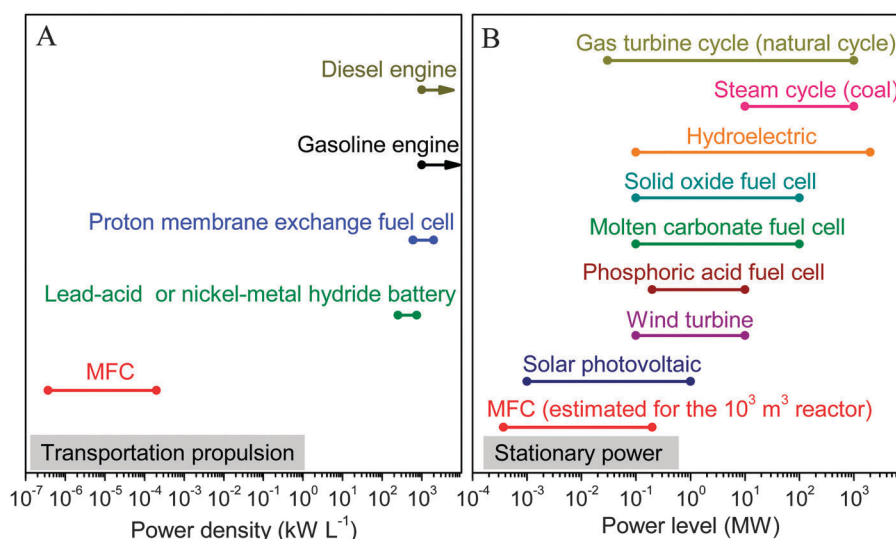 A
Diesel engine
Gasoline engine
Proton membrane exchange fuel cell
Lead-acid or nickel-metal hydride battery
MFC
Transportation propulsion
10⁻⁷ 10⁻⁶ 10⁻⁵ 10⁻⁴ 10⁻³ 10⁻² 10⁻¹ 10⁰ 10¹ 10² 10³
Power density (kW L⁻¹)
B
Gas turbine cycle (natural cycle)
Steam cycle (coal)
Hydroelectric
Solid oxide fuel cell
Molten carbonate fuel cell
Phosphoric acid fuel cell
Wind turbine
Solar photovoltaic
MFC (estimated for the 10³ m³ reactor)
Stationary power
10⁻⁴ 10⁻³ 10⁻² 10⁻¹ 10⁰ 10¹ 10² 10³
Power level (MW)